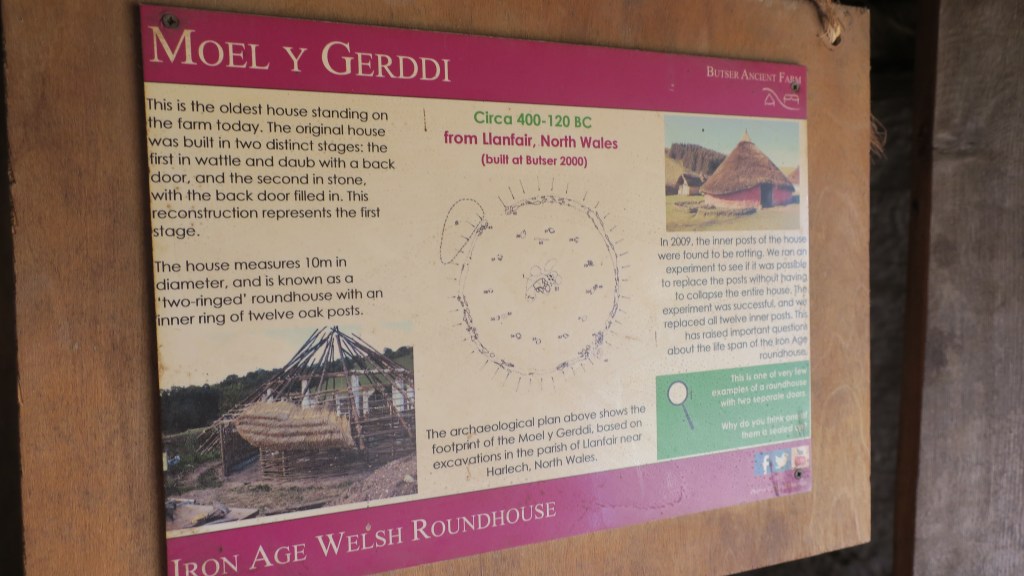 MOEL Y GERDDI
BUTSER ANCIENT FARM
This is the oldest house standing on
the farm today. The original house
was built in two distinct stages: the
first in wattle and daub with a back
door, and the second in stone,
with the back door filled in. This
reconstruction represents the first
stage.
The house measures 10m in
diameter, and is known as a
'two-ringed' roundhouse with an
inner ring of twelve oak posts.
Circa 400-120 BC
from Llanfair, North Wales
(built at Butser 2000)
The archaeological plan above shows the
footprint of the Moel y Gerddi, based on
excavations in the parish of Llanfair near
Harlech, North Wales.
In 2009, the inner posts of the house
were found to be rotting. We ran an
experiment to see if it was possible
to replace the posts without having
to collapse the entire house. The
experiment was successful, and we
replaced all twelve inner posts. This
has raised important questions
about the life span of the Iron Age
roundhouse.
This is one of very few
examples of a roundhouse
with two separate doors.
Why do you think one of
them is sealed
IRON AGE WELSH ROUNDHOUSE